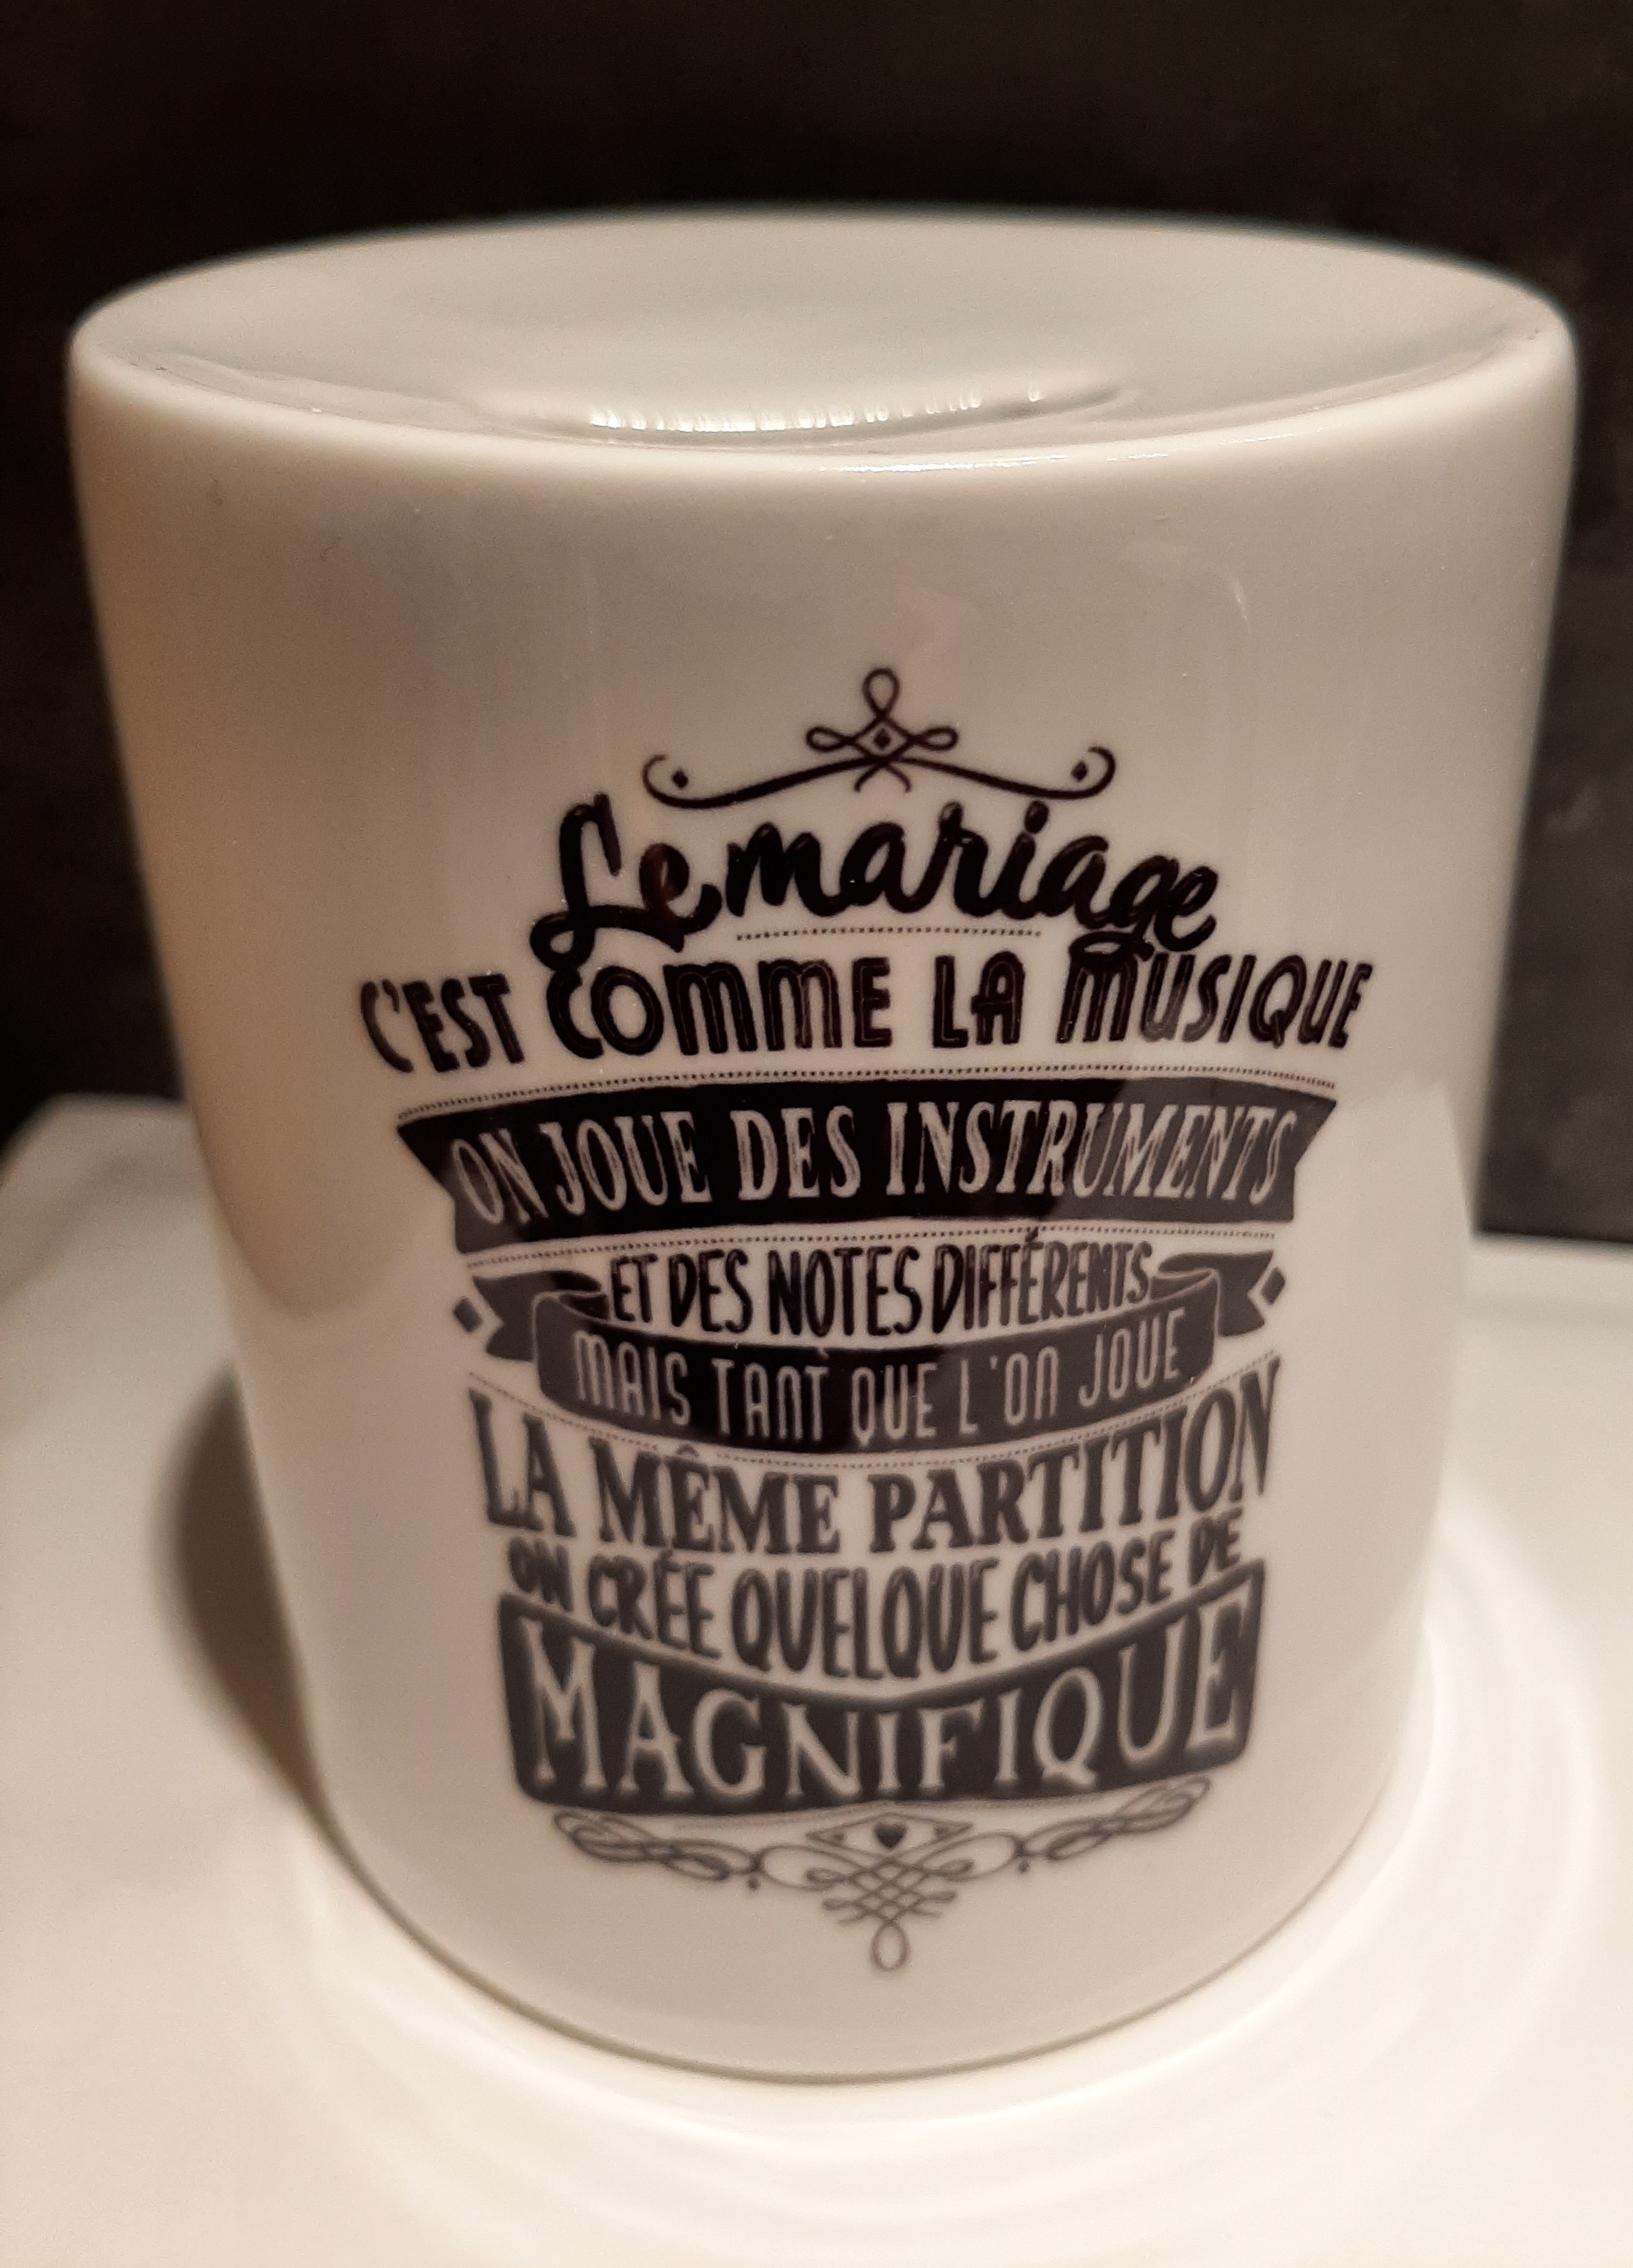 Le mariage
C'EST COMME LA MUSIQUE
ON JOUE DES INSTRUMENTS
ET DES NOTES DIFFÉRENTS
MAIS TANT QUE L'ON JOUE
LA MÊME PARTITION
ON CRÉE QUELQUE CHOSE DE
MAGNIFIQUE